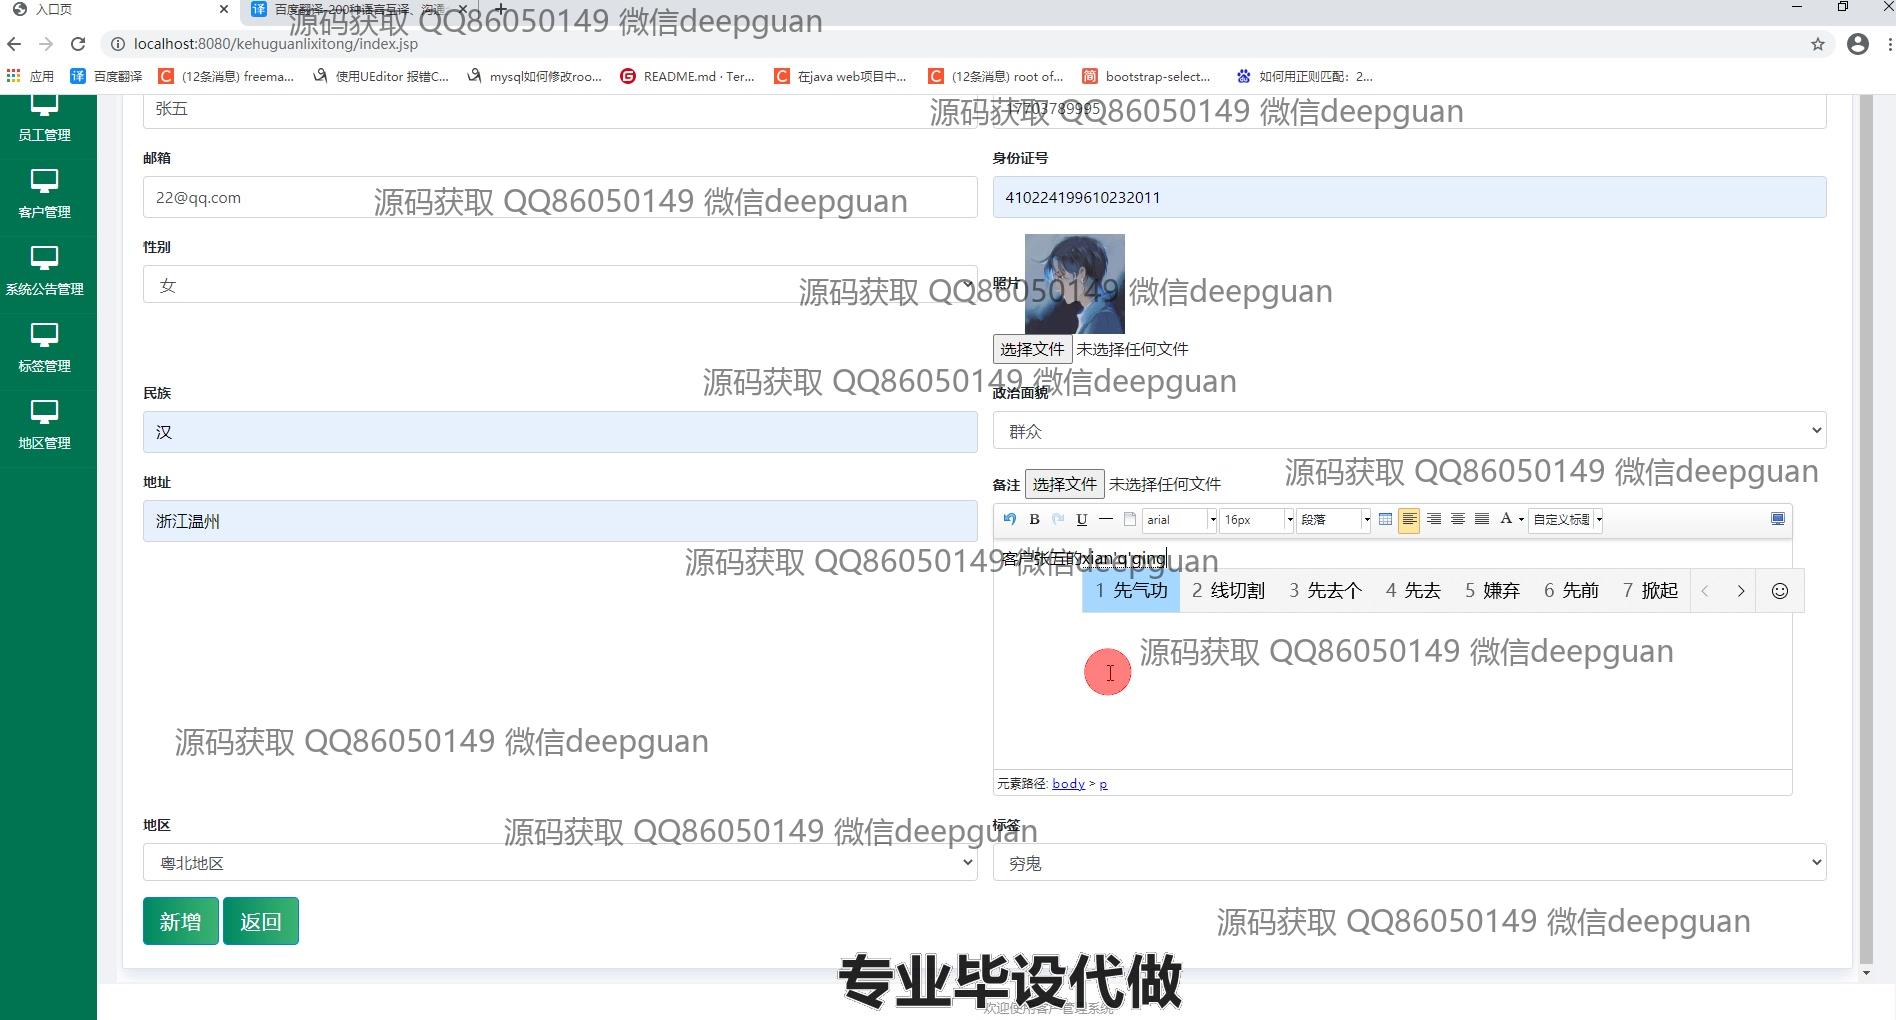 入口页
百度翻译-200种语言互译、沟通
源码获取 QQ86050149 微信deepguan
localhost:8080/kehuguanlixitong/index.jsp
应用 百度翻译 (12条消息) freema... 使用UEditor 报错C... mysql如何修改roo... README.md · Ter... 在java web项目中... (12条消息) root of... bootstrap-select... 如何用正则匹配：2...
张五 17703789995
源码获取 QQ86050149 微信deepguan
员工管理
邮箱 身份证号
22@qq.com 410224199610232011
源码获取 QQ86050149 微信deepguan
客户管理
性别
女
照片
源码获取 QQ86050149 微信deepguan
系统公告管理
选择文件 未选择任何文件
标签管理
源码获取 QQ86050149 微信deepguan
民族 政治面貌
汉 群众
地区管理
源码获取 QQ86050149 微信deepguan
地址 备注 选择文件 未选择任何文件
浙江温州
B U arial 16px 段落 A 自定义标题
客户张五的xian'q'qing
源码获取 QQ86050149 微信deepguan
1 先气功 2 线切割 3 先去个 4 先去 5 嫌弃 6 先前 7 掀起
源码获取 QQ86050149 微信deepguan
源码获取 QQ86050149 微信deepguan
元素路径: body > p
地区 标签
源码获取 QQ86050149 微信deepguan
粤北地区 穷鬼
新增 返回
源码获取 QQ86050149 微信deepguan
专业毕设代做
欢迎使用客户管理系统